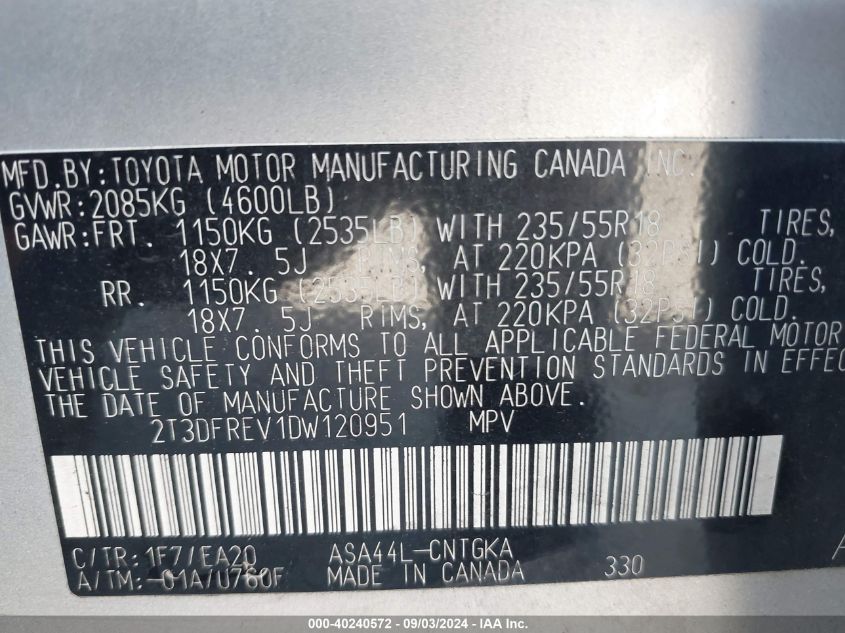 MFD.BY:TOYOTA MOTOR MANUFACTURING CANADA INC.
GVWR:2085KG (4600LB)
GAWR:FRT. 1150KG (2535LB) WITH 235/55R18 TIRES,
18X7.5J RIMS, AT 220KPA (32PSI) COLD.
RR. 1150KG (2535LB) WITH 235/55R18 TIRES,
18X7.5J RIMS, AT 220KPA (32PSI) COLD.
THIS VEHICLE CONFORMS TO ALL APPLICABLE FEDERAL MOTOR
VEHICLE SAFETY AND THEFT PREVENTION STANDARDS IN EFFEC
THE DATE OF MANUFACTURE SHOWN ABOVE.
2T3DFREV1DW120951 MPV
C/TR:1F7/EA20 ASA44L-CNTGKA A
A/TM:-01A/U760F MADE IN CANADA 330
000-40240572 - 09/03/2024 - IAA Inc.